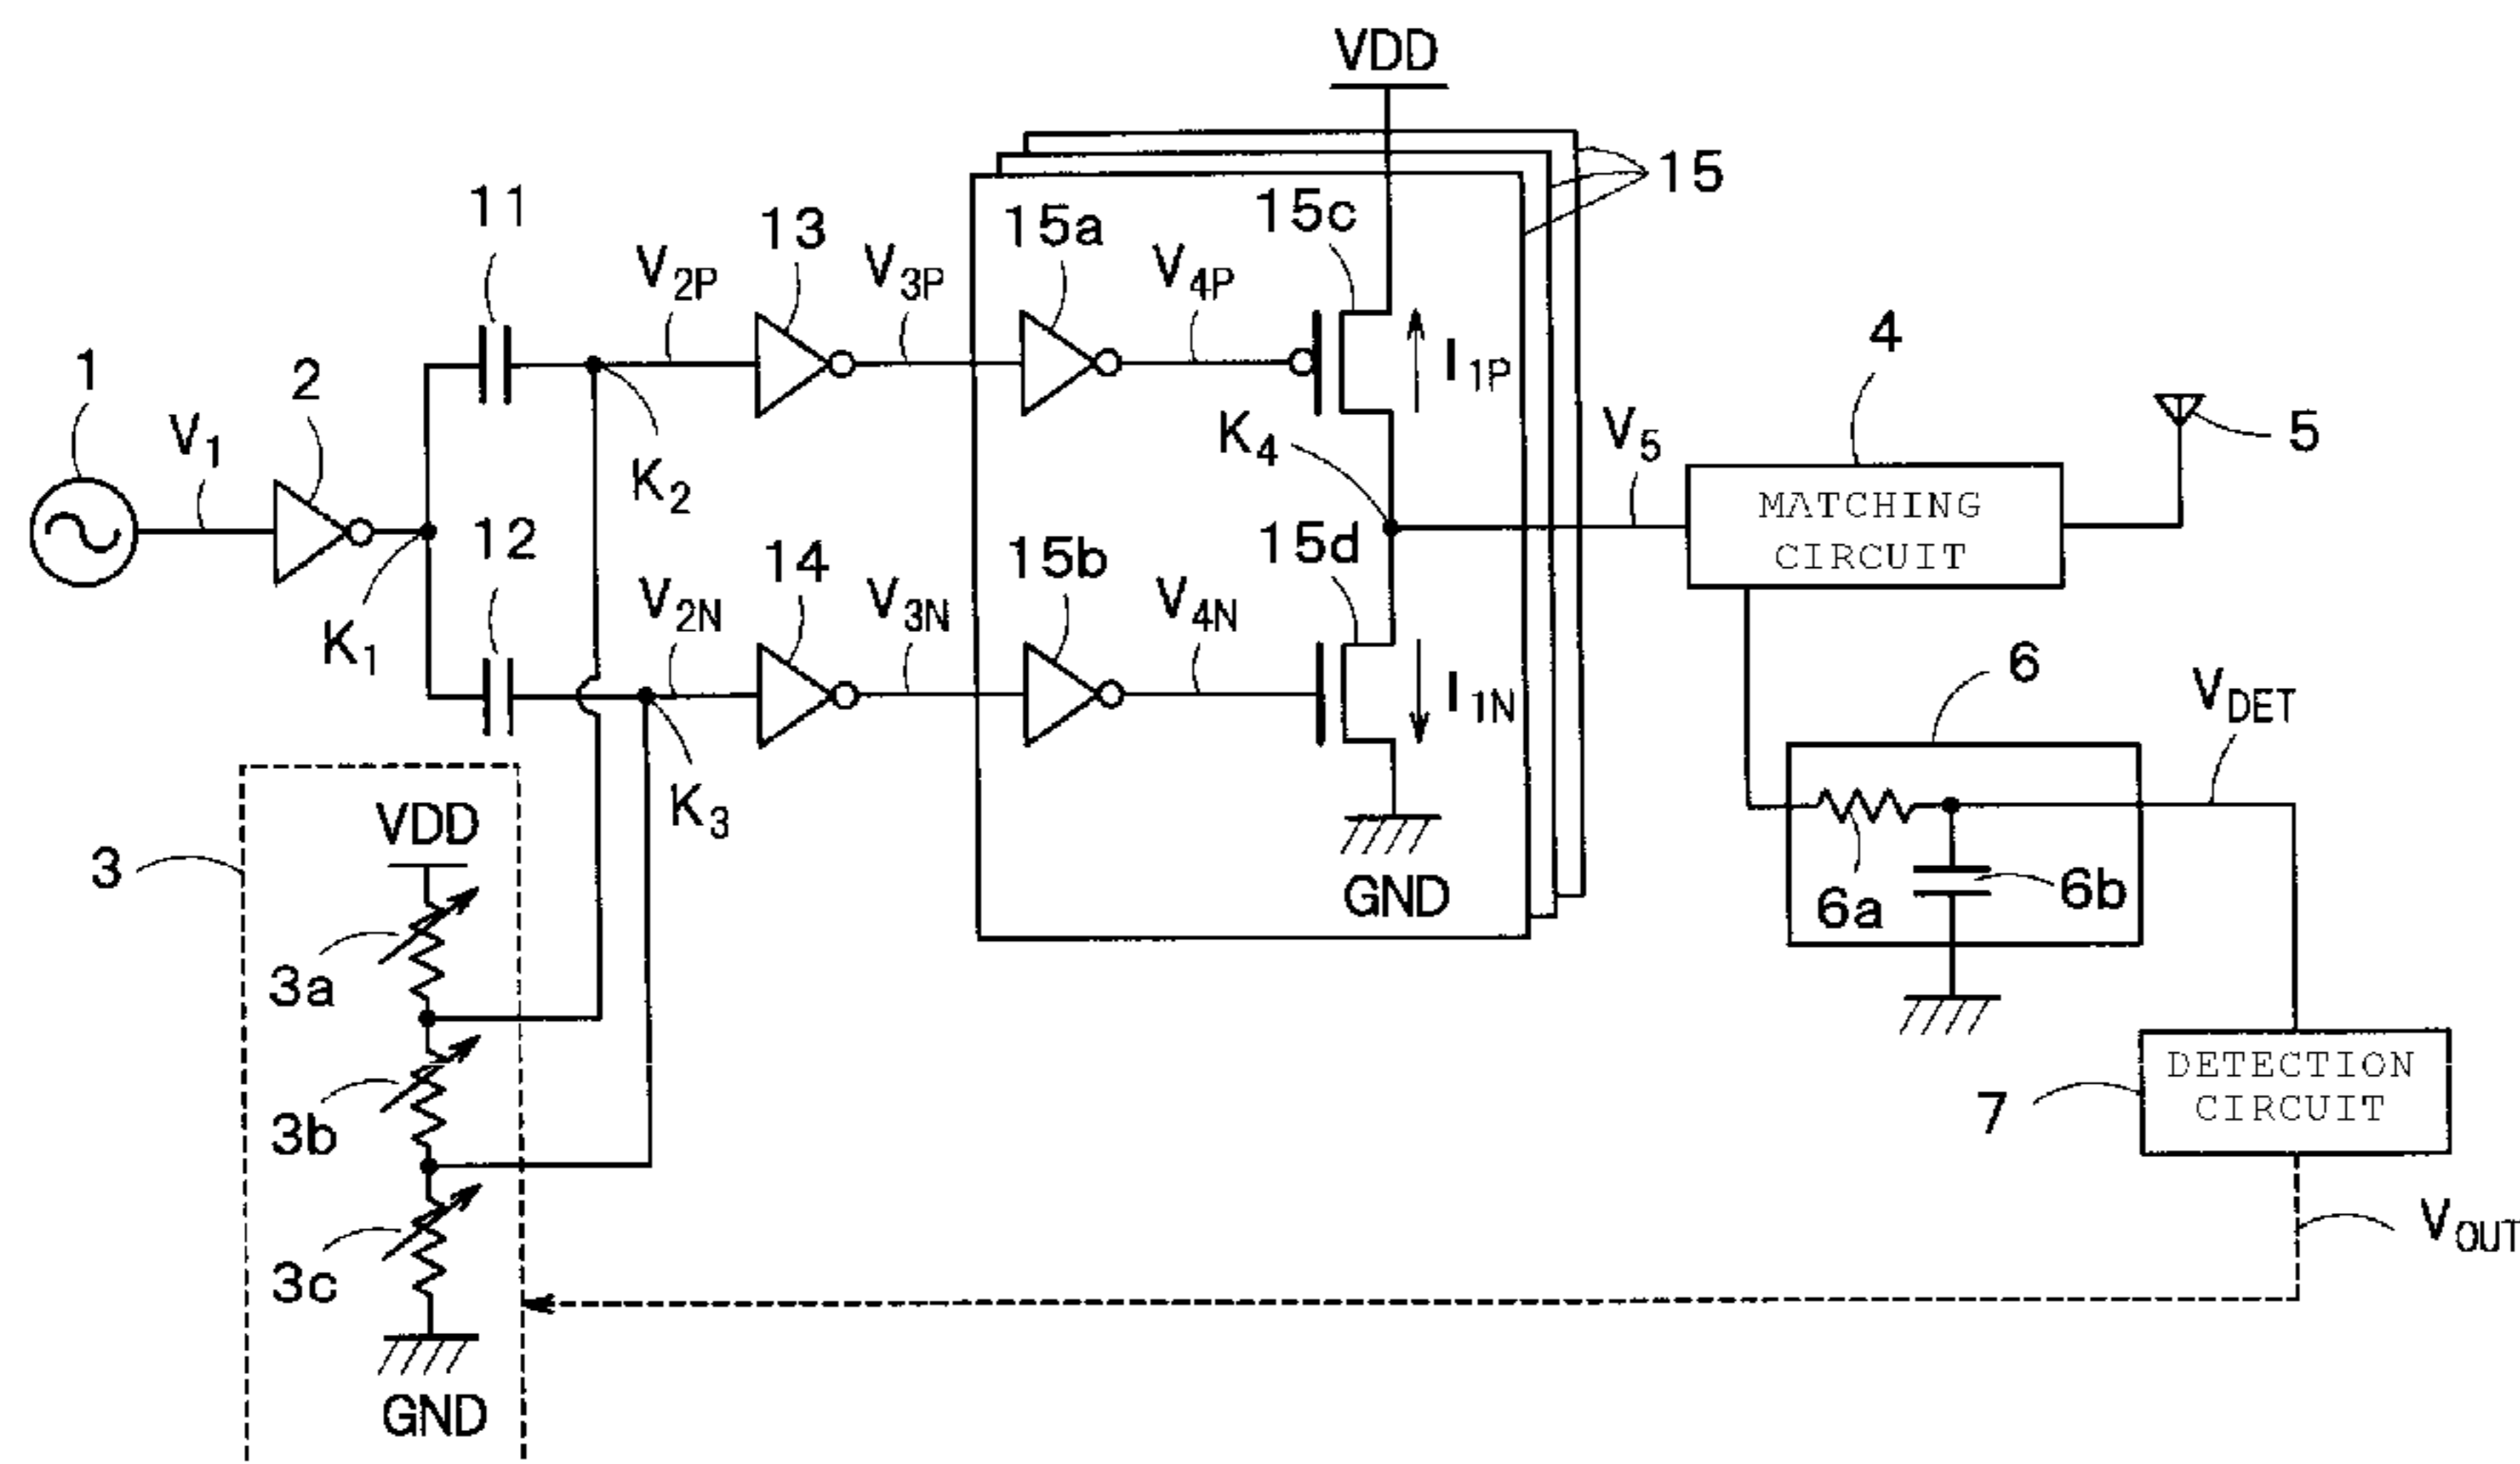 VDD
15
11
13
15a
15c
V2P
V3P
V4P
1
2
V1
I1P
4
K4
V5
5
K2
MATCHING
CIRCUIT
12
14
15b
15d
V2N
V3N
V4N
K1
6
I1N
VDET
K3
VDD
3
GND
6a
6b
3a
DETECTION
CIRCUIT
7
3b
VOUT
3c
GND